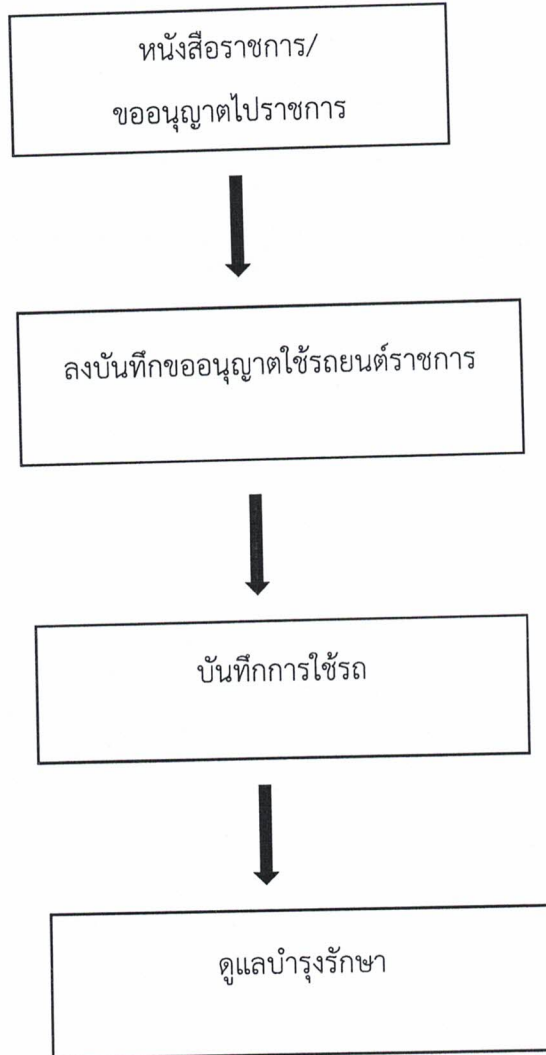 หนังสือราชการ/
ขออนุญาตไปราชการ
ลงบันทึกขออนุญาตใช้รถยนต์ราชการ
บันทึกการใช้รถ
ดูแลบำรุงรักษา